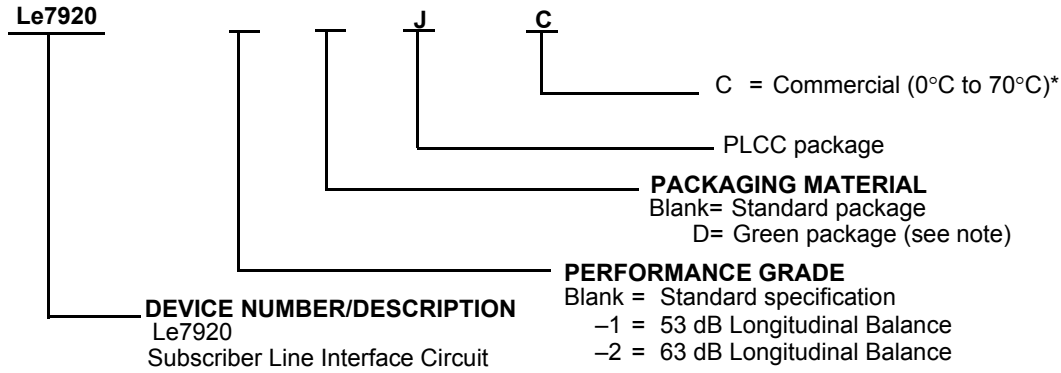 Le7920 J C
C = Commercial (0°C to 70°C)*
PLCC package
PACKAGING MATERIAL
Blank= Standard package
D= Green package (see note)
PERFORMANCE GRADE
Blank = Standard specification
–1 = 53 dB Longitudinal Balance
–2 = 63 dB Longitudinal Balance
DEVICE NUMBER/DESCRIPTION
Le7920
Subscriber Line Interface Circuit